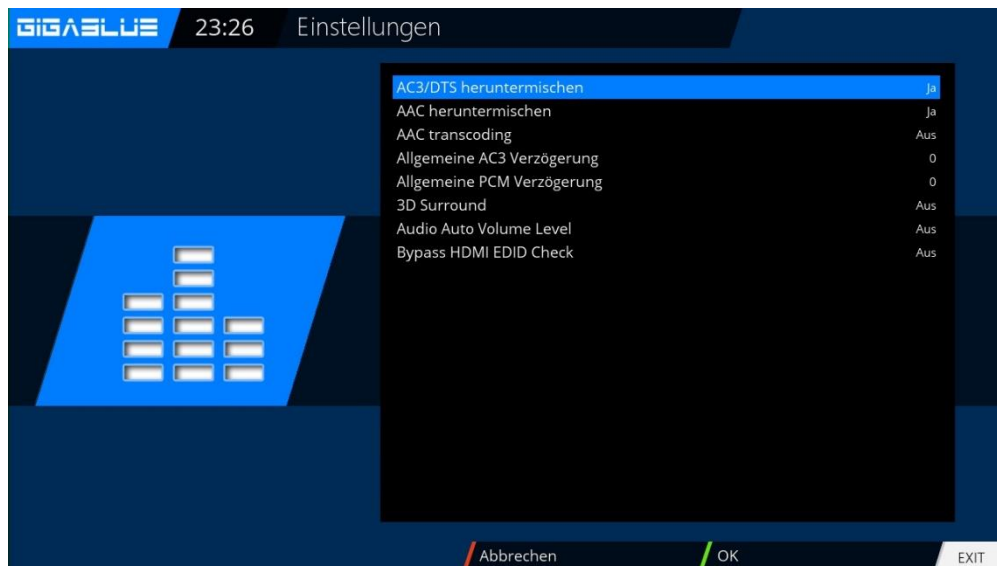 GIGABLUE 23:26 Einstellungen
AC3/DTS heruntermischen Ja
AAC heruntermischen Ja
AAC transcoding Aus
Allgemeine AC3 Verzögerung 0
Allgemeine PCM Verzögerung 0
3D Surround Aus
Audio Auto Volume Level Aus
Bypass HDMI EDID Check Aus
Abbrechen OK EXIT